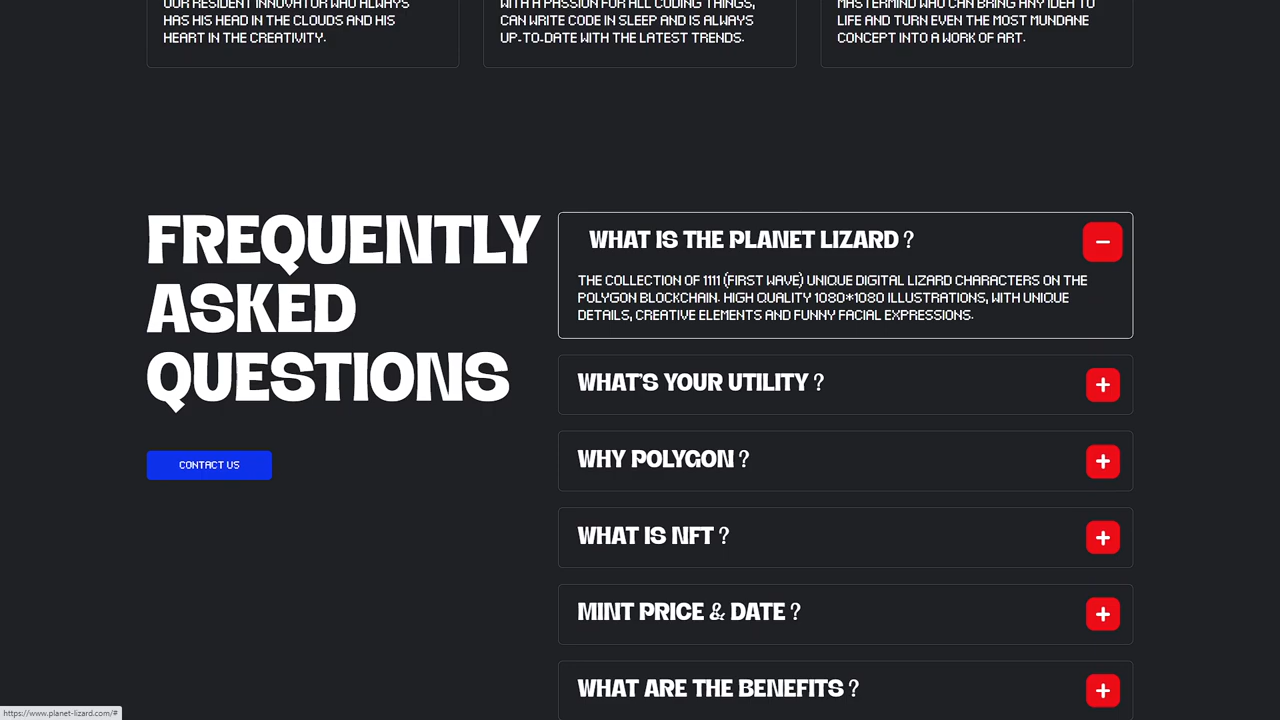 OUR RESIDENT INNOVATOR WHO ALWAYS
HAS HIS HEAD IN THE CLOUDS AND HIS
HEART IN THE CREATIVITY.
WITH A PASSION FOR ALL CODING THINGS,
CAN WRITE CODE IN SLEEP AND IS ALWAYS
UP-TO-DATE WITH THE LATEST TRENDS.
MASTERMIND WHO CAN BRING ANY IDEA TO
LIFE AND TURN EVEN THE MOST MUNDANE
CONCEPT INTO A WORK OF ART.
FREQUENTLY
ASKED
QUESTIONS
CONTACT US
WHAT IS THE PLANET LIZARD ?
THE COLLECTION OF 1111 (FIRST WAVE) UNIQUE DIGITAL LIZARD CHARACTERS ON THE
POLYGON BLOCKCHAIN. HIGH QUALITY 1080*1080 ILLUSTRATIONS, WITH UNIQUE
DETAILS, CREATIVE ELEMENTS AND FUNNY FACIAL EXPRESSIONS.
WHAT'S YOUR UTILITY ?
WHY POLYGON ?
WHAT IS NFT ?
MINT PRICE & DATE ?
WHAT ARE THE BENEFITS ?
https://www.planet-lizard.com/#